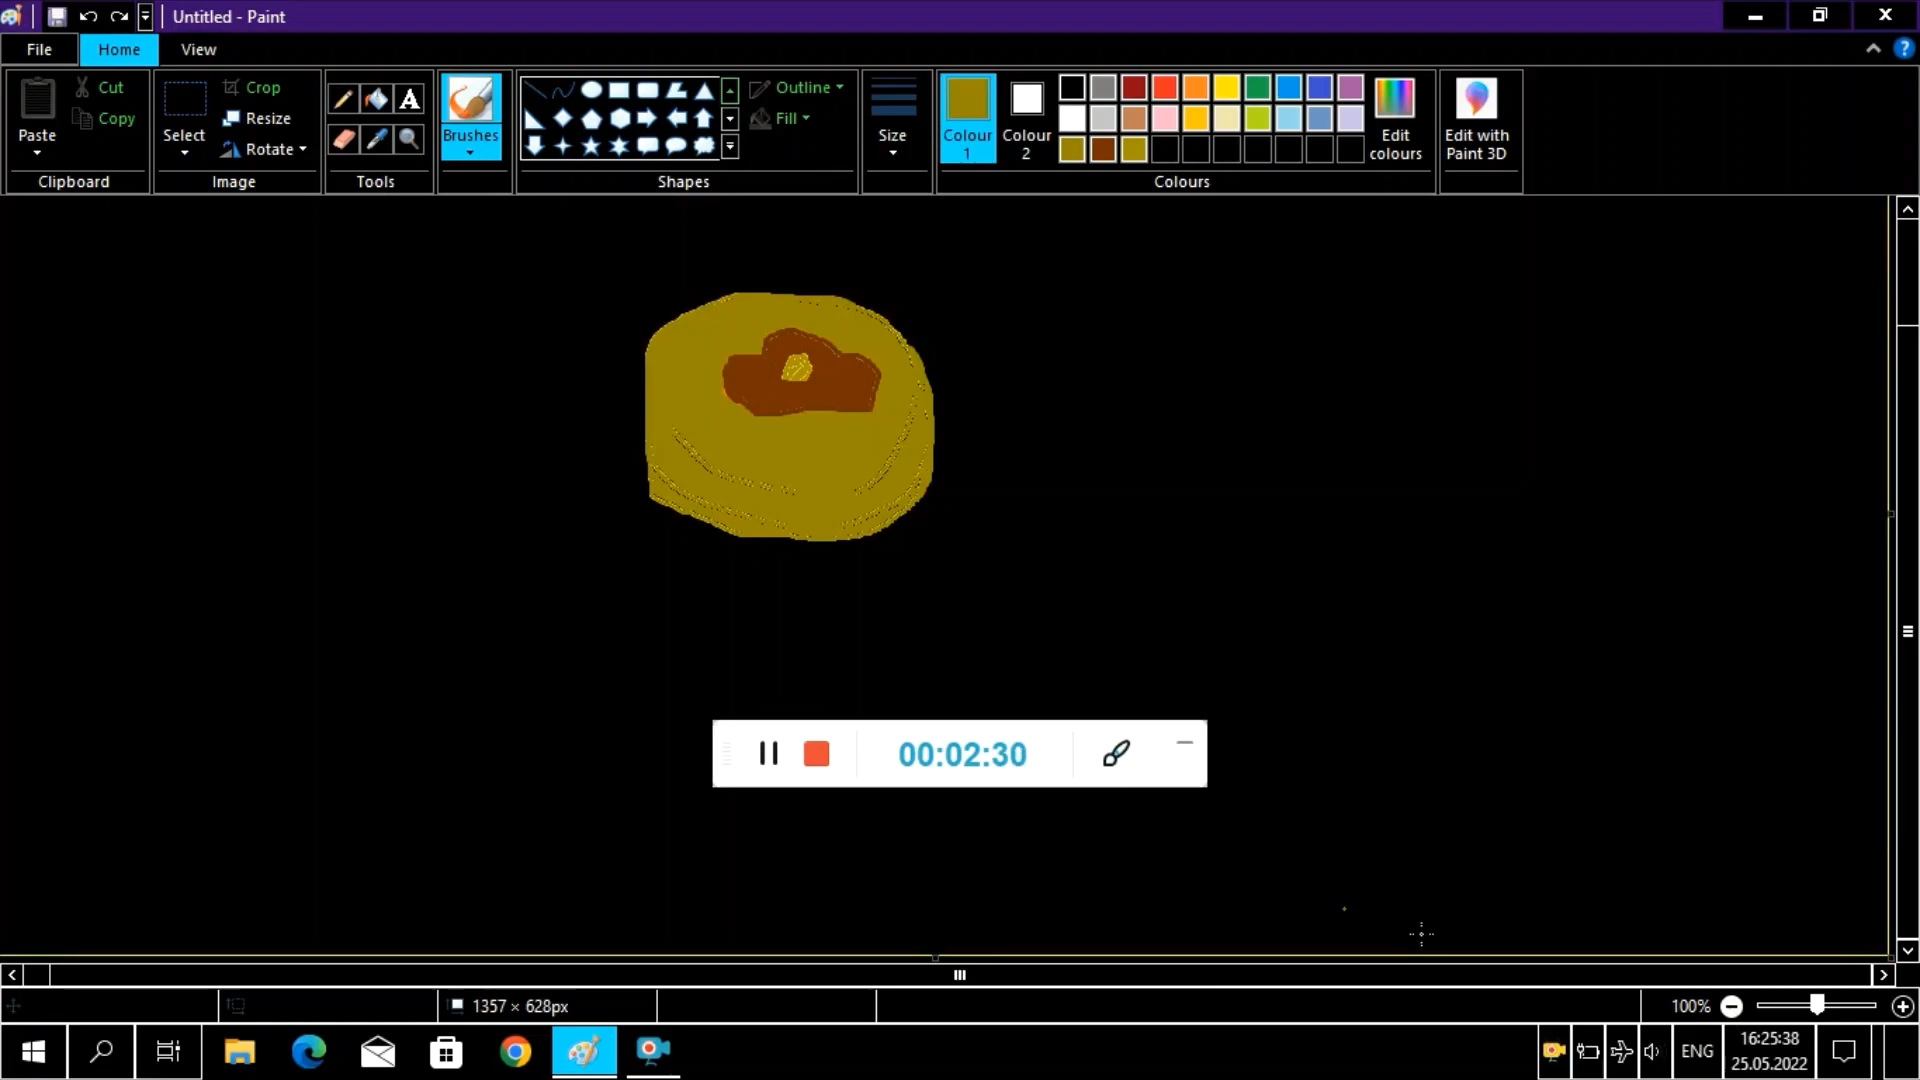 Untitled - Paint
File Home View
Paste
Cut
Copy
Clipboard
Select
Crop
Resize
Rotate
Image
Tools
Brushes
Shapes
Outline
Fill
Size
Colour
1
Colour
2
Edit
colours
Colours
Edit with
Paint 3D
00:02:30
1357 × 628px
100%
ENG
16:25:38
25.05.2022